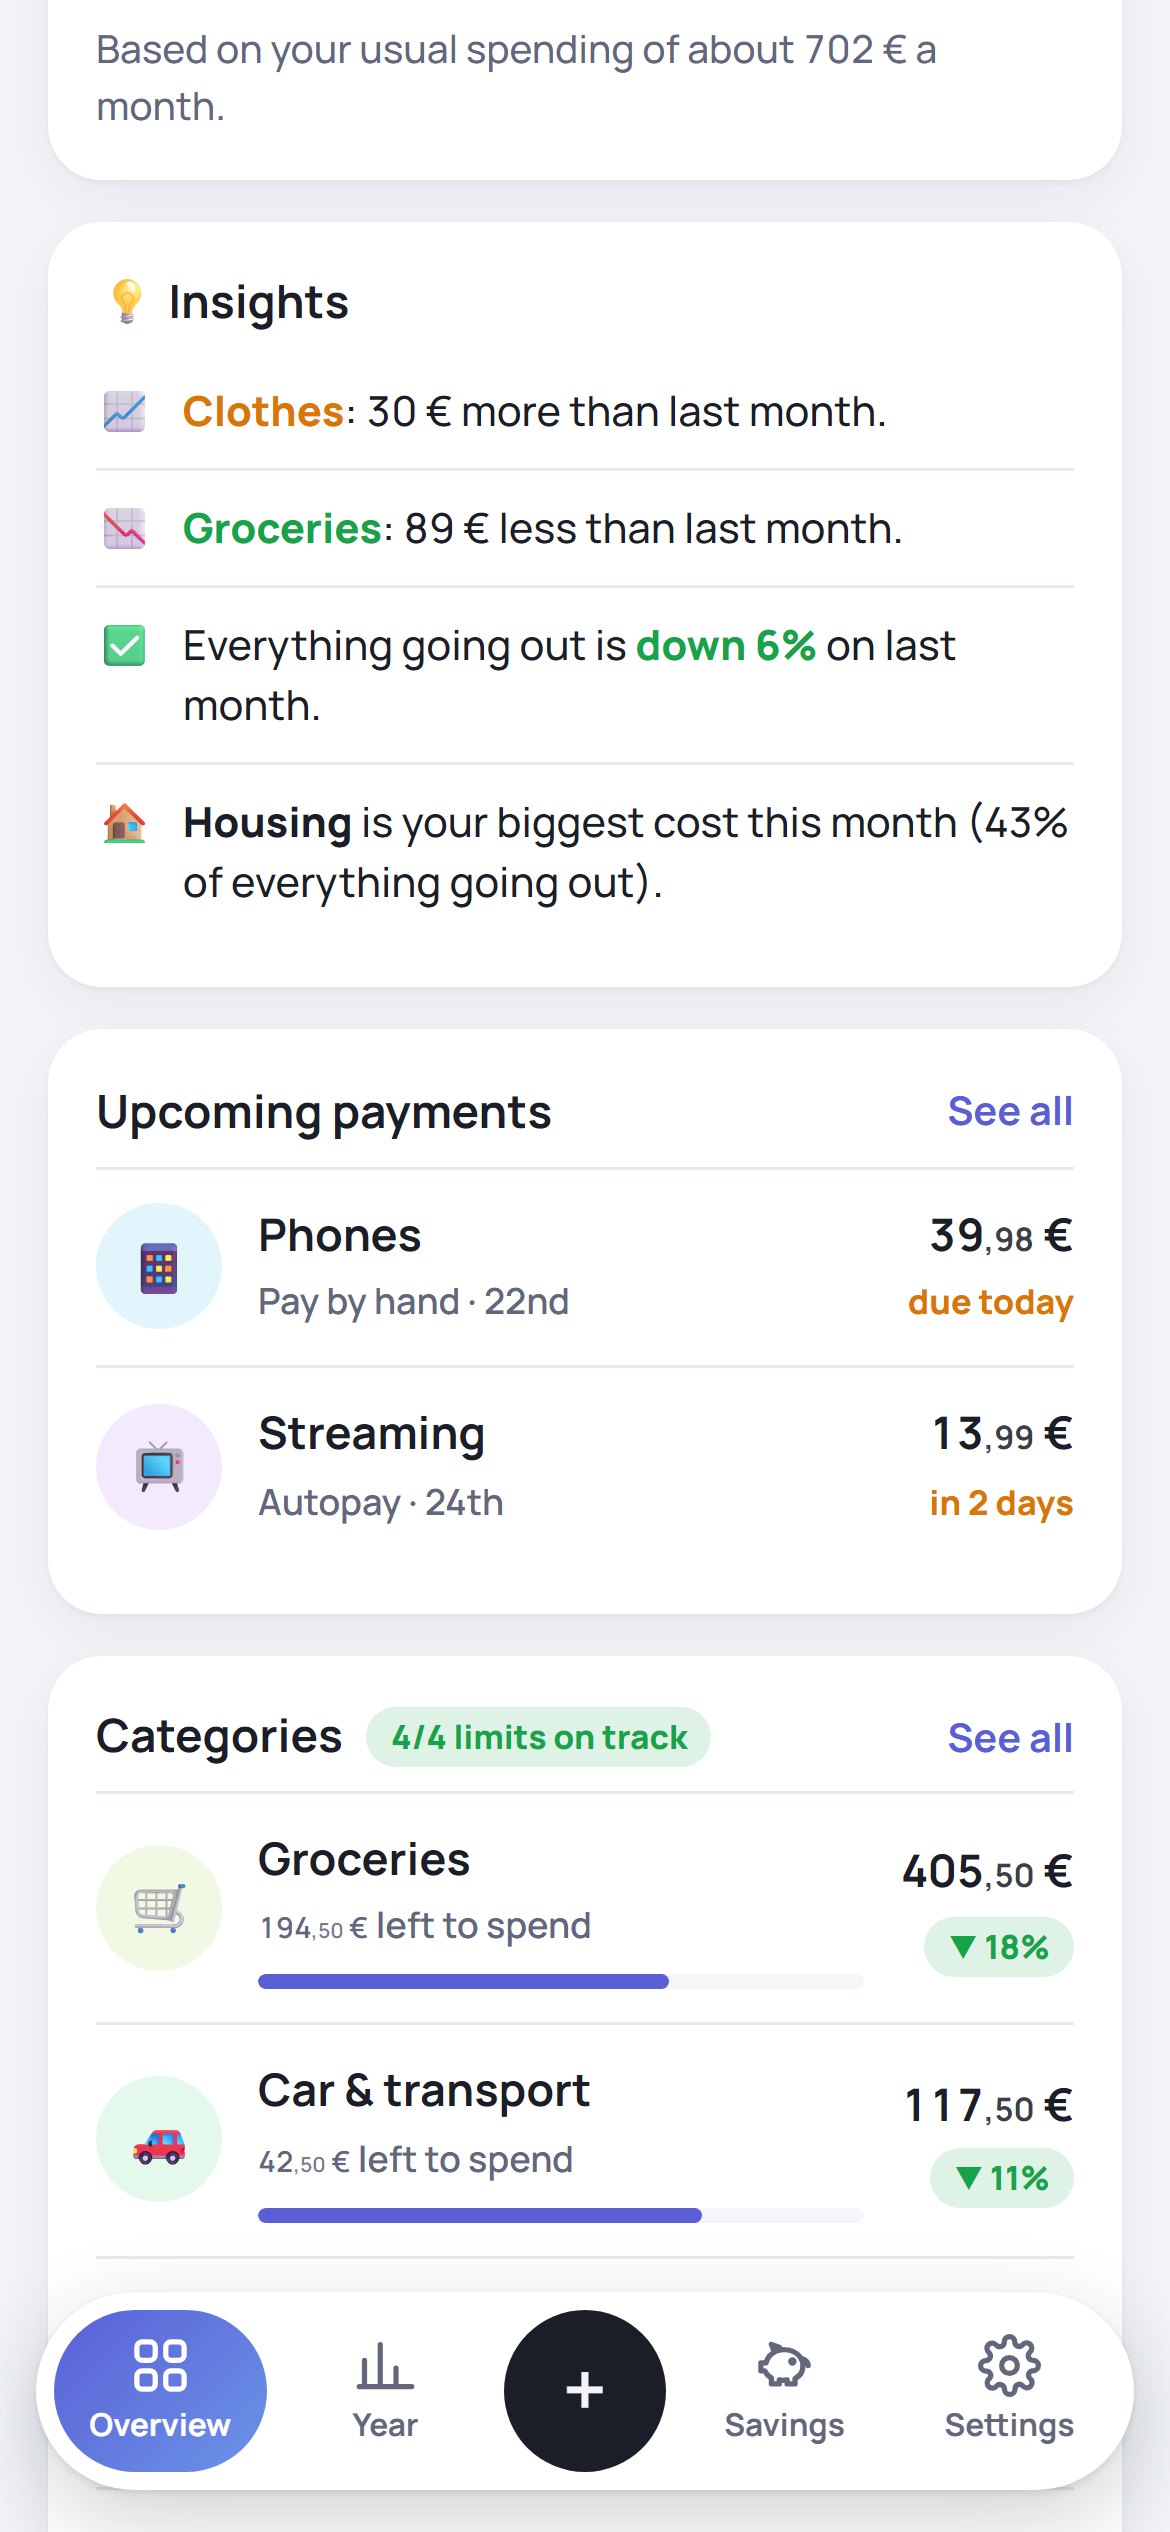 Based on your usual spending of about 702 € a
month.
Insights
Clothes: 30 € more than last month.
Groceries: 89 € less than last month.
Everything going out is down 6% on last
month.
Housing is your biggest cost this month (43%
of everything going out).
Upcoming payments See all
Phones 39,98 €
Pay by hand · 22nd due today
Streaming 13,99 €
Autopay · 24th in 2 days
Categories 4/4 limits on track See all
Groceries 405,50 €
194,50 € left to spend
▼ 18%
Car & transport 117,50 €
42,50 € left to spend
▼ 11%
+
Overview Year Savings Settings